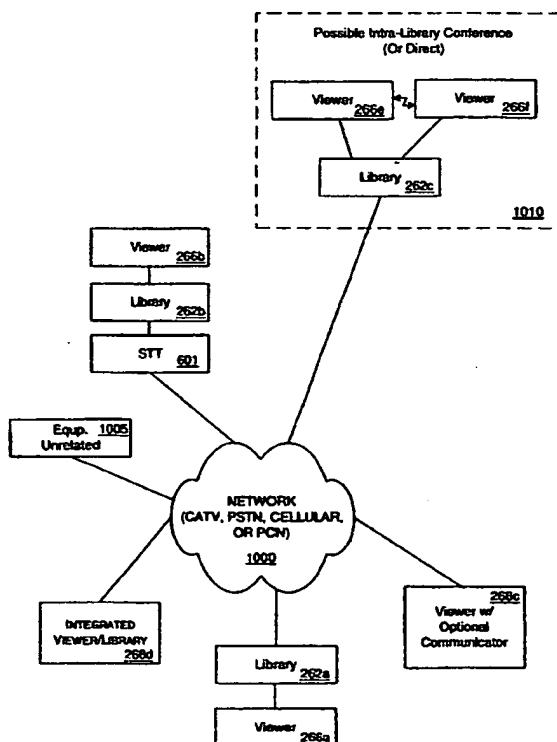 Possible Intra-Library Conference
(Or Direct)
Viewer
266e
Viewer
266f
Library
262c
1010
Viewer
266b
Library
262b
STT
601
Equp. 1005
Unrelated
NETWORK
(CATV, PSTN, CELLULAR,
OR PCN)
1000
INTEGRATED
VIEWER/LIBRARY
266d
266c
Viewer w/
Optional
Communicator
Library
262a
Viewer
266a